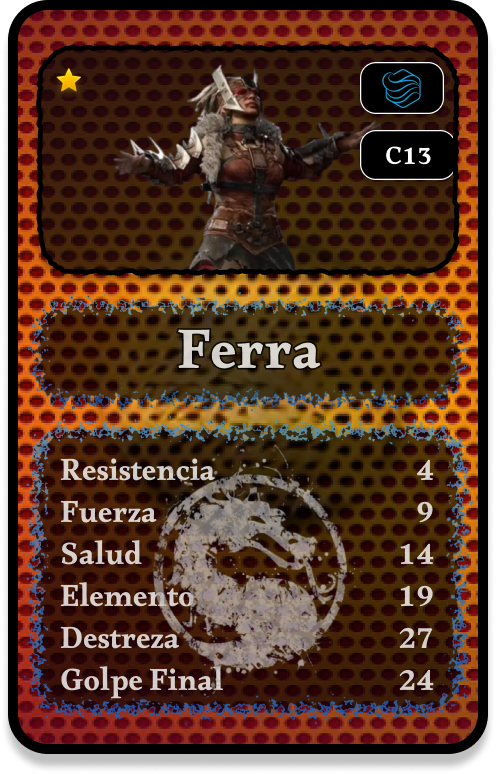 C13
Ferra
Resistencia 4
Fuerza 9
Salud 14
Elemento 19
Destreza 27
Golpe Final 24